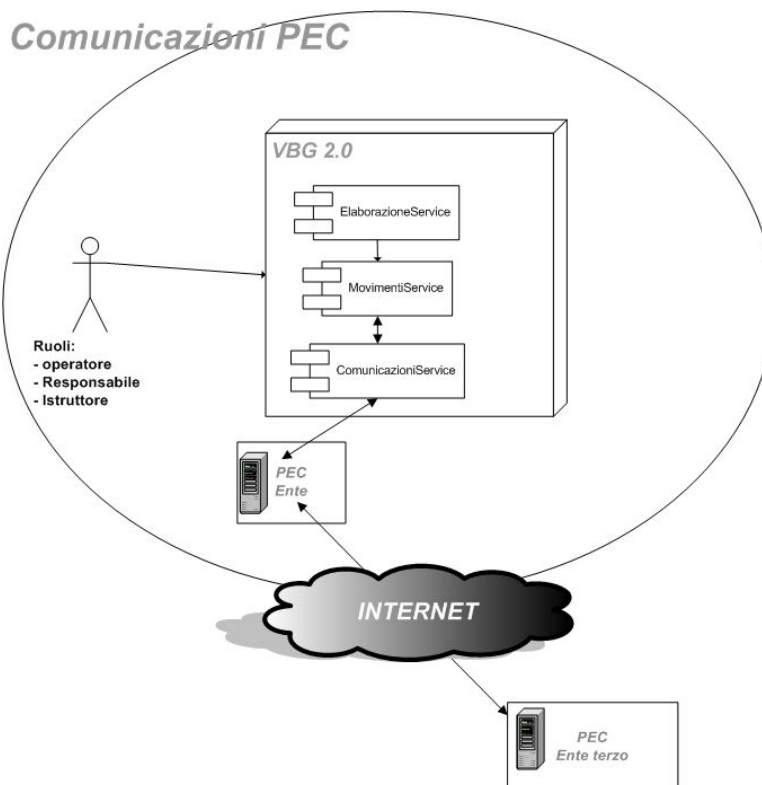 Comunicazioni PEC
VBG 2.0
ElaborazioneService
MovimentiService
ComunicazioniService
Ruoli:
- operatore
- Responsabile
- Istruttore
PEC
Ente
INTERNET
PEC
Ente terzo